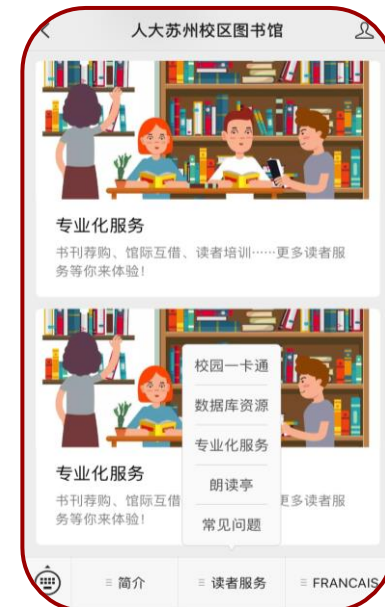 人大苏州校区图书馆
专业化服务
书刊荐购、馆际互借、读者培训……更多读者服
务等你来体验！
校园一卡通
数据库资源
专业化服务
朗读亭
常见问题
专业化服务
书刊荐购、馆际互借
更多读者服
务等你来体验！
简介
读者服务
FRANCAIS